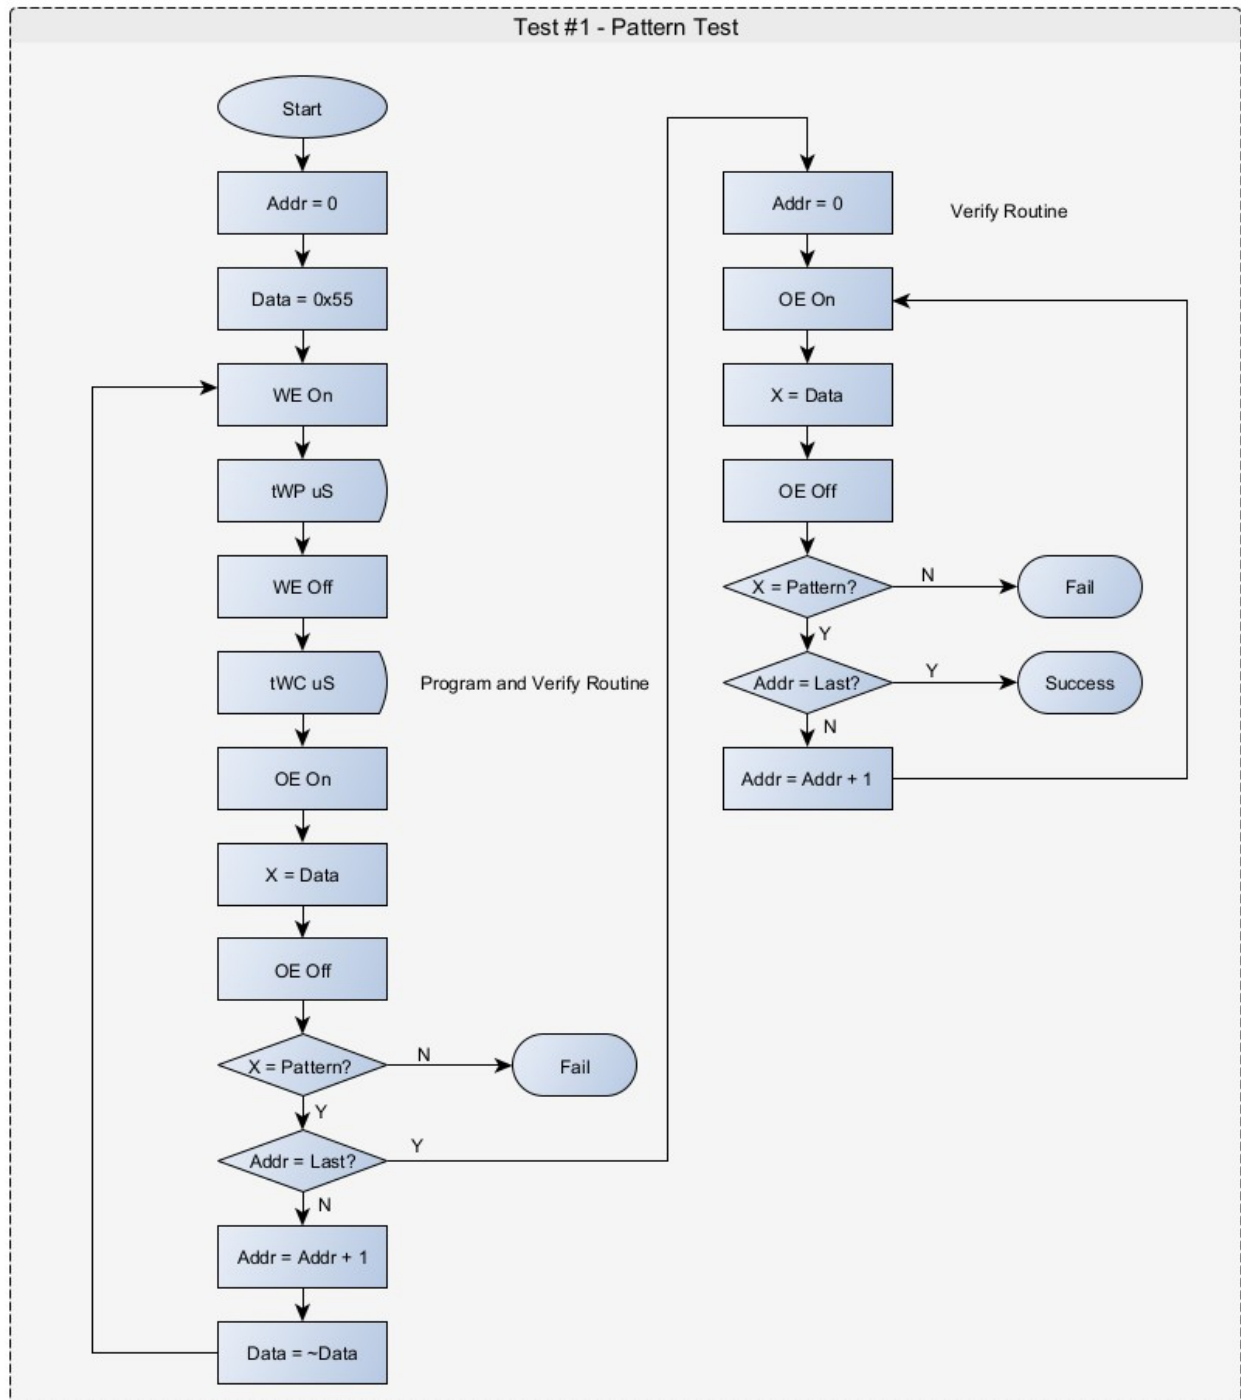 Test #1 - Pattern Test
Start
Addr = 0
Data = 0x55
WE On
tWP uS
WE Off
tWC uS
Program and Verify Routine
OE On
X = Data
OE Off
X = Pattern?
N
Fail
Y
Addr = Last?
Y
N
Addr = Addr + 1
Data = ~Data
Addr = 0
Verify Routine
OE On
X = Data
OE Off
X = Pattern?
N
Fail
Y
Addr = Last?
Y
Success
N
Addr = Addr + 1